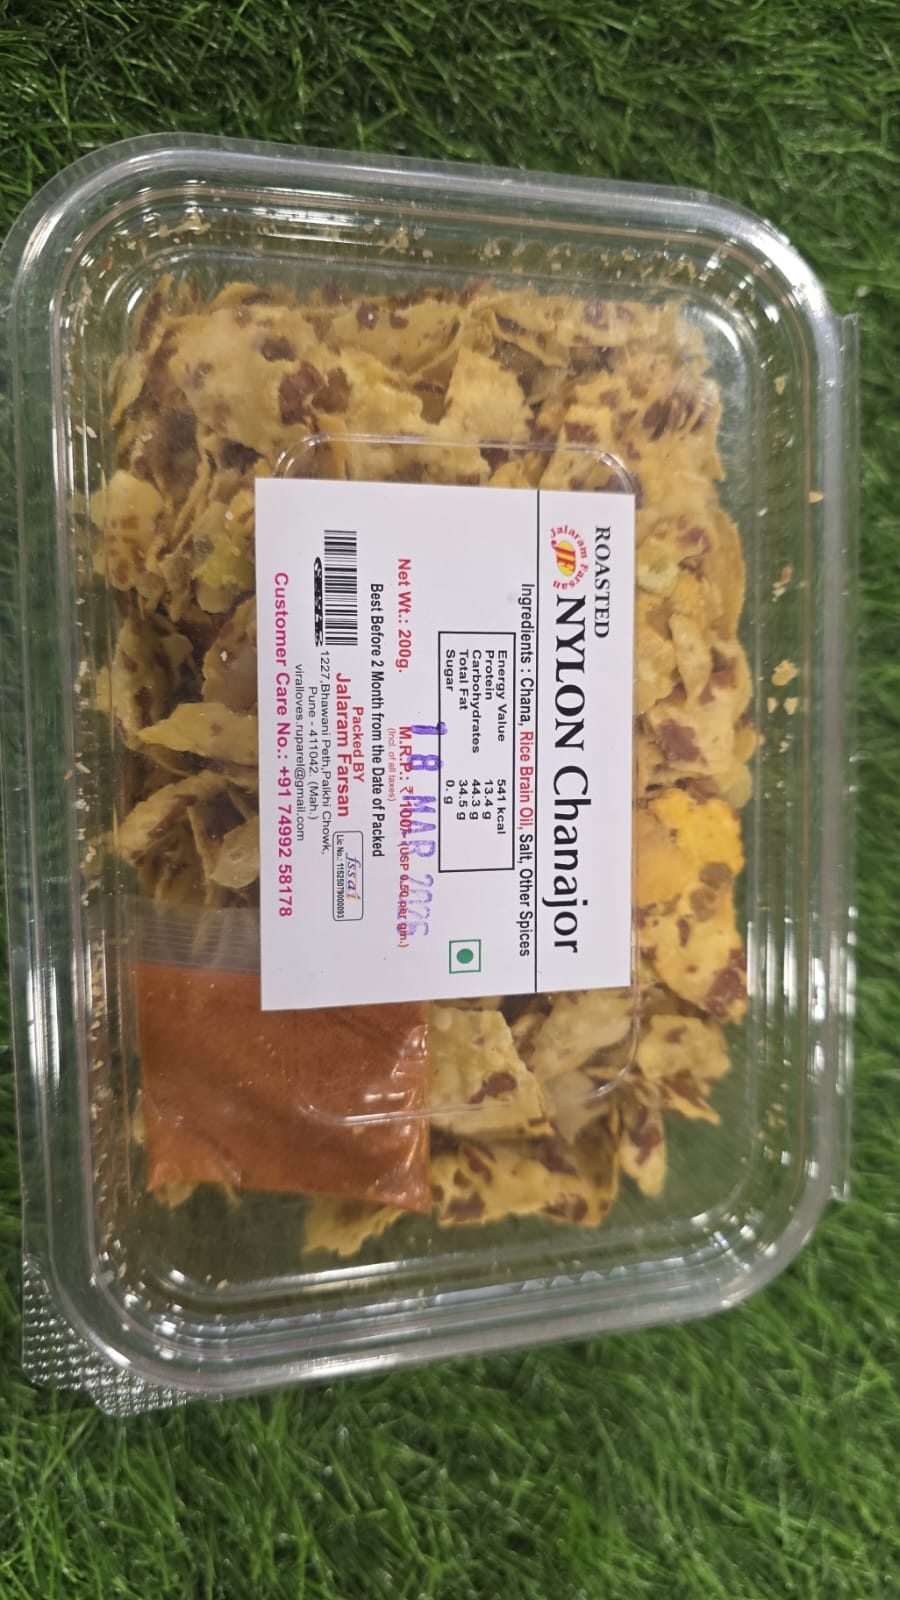 ROASTED
Jalaram Farsan
JF
NYLON Chanajor
Ingredients : Chana, Rice Brain Oil, Salt, Other Spices
Energy Value 541 kcal
Protein 13.4 g
Carbohydrates 44.3 g
Total Fat 34.5 g
Sugar 0. g
18 MAR
Net Wt.: 200g. M.R.P.: ₹100/- (USP 0.50 per gm.)
(Incl. of all taxes)
Best Before 2 Month from the Date of Packed
Packed BY
Jalaram Farsan
fssai
Lic No.: 11525079000093
1227,Bhawani Peth,Palkhi Chowk,
Pune - 411042. (Mah.)
viralloves.ruparel@gmail.com
Customer Care No.: +91 74992 58178